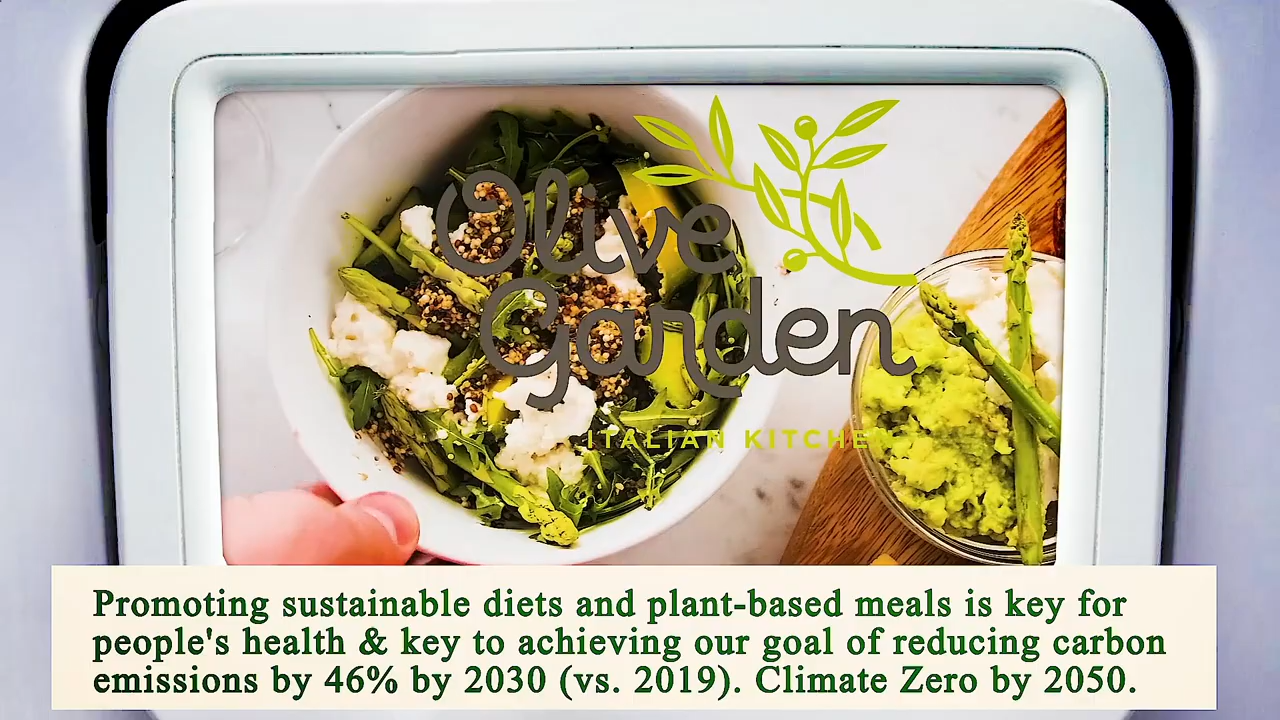 Olive
Garden
ITALIAN KITCHEN
Promoting sustainable diets and plant-based meals is key for
people's health & key to achieving our goal of reducing carbon
emissions by 46% by 2030 (vs. 2019). Climate Zero by 2050.